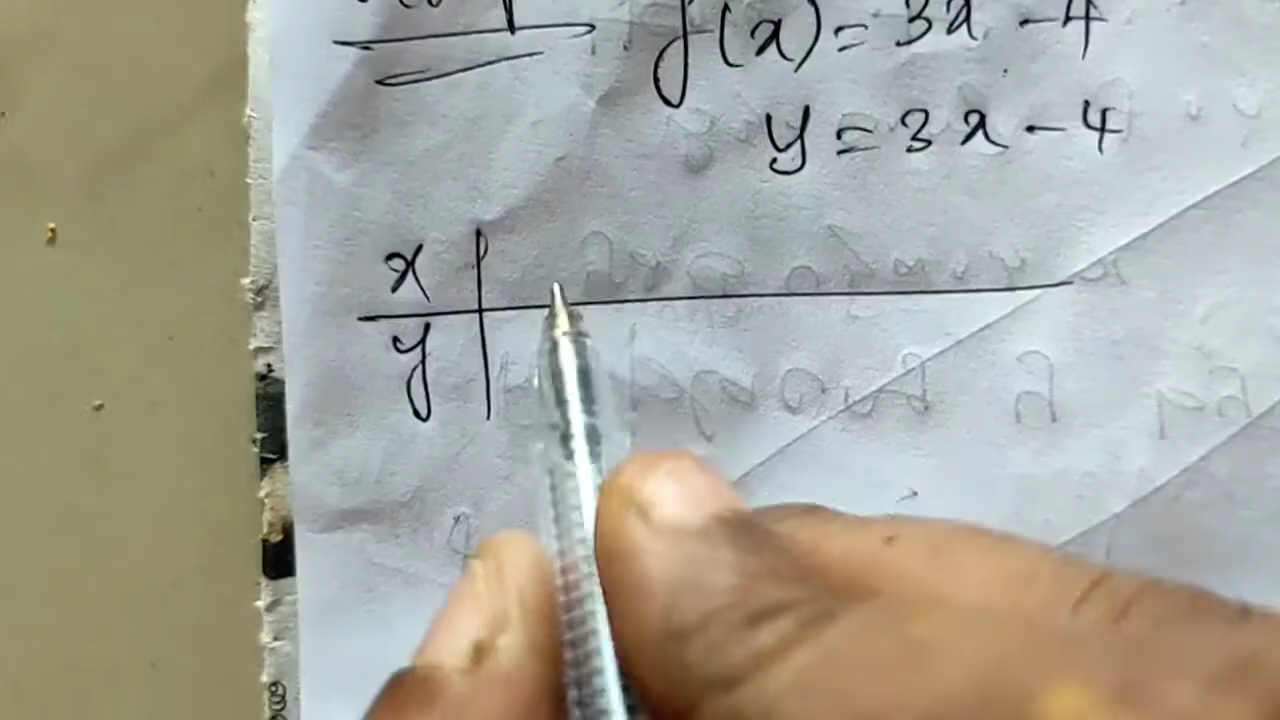 f(x) = 3x - 4
y = 3x - 4
x
y